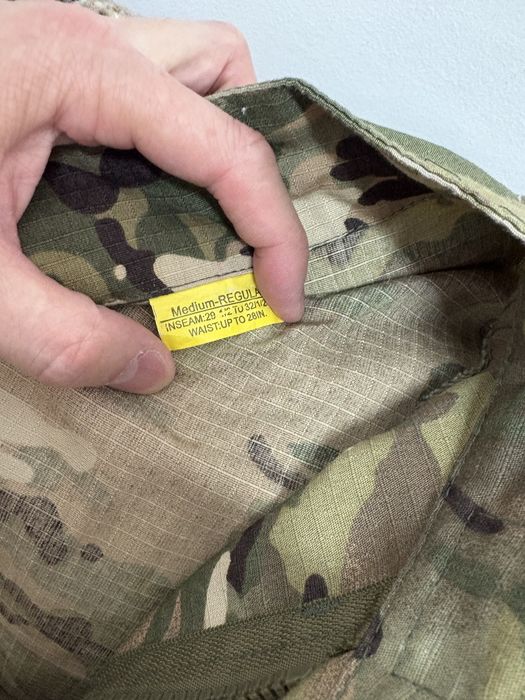 Medium-REGULA
INSEAM:29 1/2 TO 32/1/2
WAIST:UP TO 28IN.